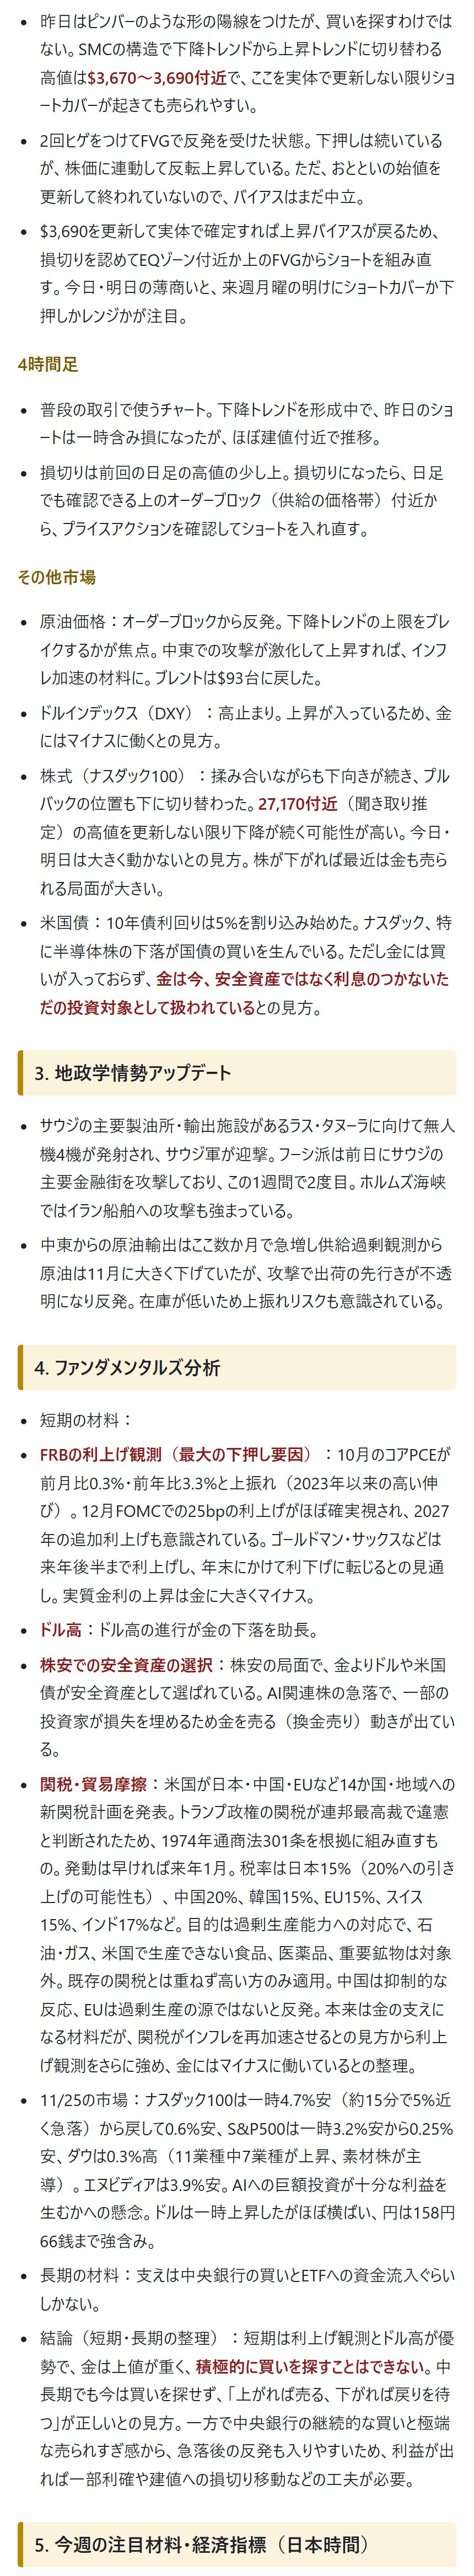 • 昨日はピンバーのような形の陽線をつけたが、買いを探すわけでは
ない。SMCの構造で下降トレンドから上昇トレンドに切り替わる
高値は$3,670〜3,690付近で、ここを実体で更新しない限りショ
ートカバーが起きても売られやすい。
• 2回ヒゲをつけてFVGで反発を受けた状態。下押しは続いている
が、株価に連動して反転上昇している。ただ、おとといの始値を
更新して終われていないので、バイアスはまだ中立。
• $3,690を更新して実体で確定すれば上昇バイアスが戻るため、
損切りを認めてEQゾーン付近か上のFVGからショートを組み直
す。今日・明日の薄商いと、来週月曜の明けにショートカバーか下
押しかレンジかが注目。
4時間足
• 普段の取引で使うチャート。下降トレンドを形成中で、昨日のショ
ートは一時含み損になったが、ほぼ建値付近で推移。
• 損切りは前回の日足の高値の少し上。損切りになったら、日足
でも確認できる上のオーダーブロック（供給の価格帯）付近か
ら、プライスアクションを確認してショートを入れ直す。
その他市場
• 原油価格：オーダーブロックから反発。下降トレンドの上限をブレ
イクするかが焦点。中東での攻撃が激化して上昇すれば、インフ
レ加速の材料に。ブレントは$93台に戻した。
• ドルインデックス（DXY）：高止まり。上昇が入っているため、金
にはマイナスに働くとの見方。
• 株式（ナスダック100）：揉み合いながらも下向きが続き、プル
バックの位置も下に切り替わった。27,170付近（聞き取り推
定）の高値を更新しない限り下降が続く可能性が高い。今日・
明日は大きく動かないとの見方。株が下がれば最近は金も売ら
れる局面が大きい。
• 米国債：10年債利回りは5%を割り込み始めた。ナスダック、特
に半導体株の下落が国債の買いを生んでいる。ただし金には買
いが入っておらず、金は今、安全資産ではなく利息のつかないた
だの投資対象として扱われているとの見方。
3. 地政学情勢アップデート
• サウジの主要製油所・輸出施設があるラス・タヌーラに向けて無人
機4機が発射され、サウジ軍が迎撃。フーシ派は前日にサウジの
主要金融街を攻撃しており、この1週間で2度目。ホルムズ海峡
ではイラン船舶への攻撃も強まっている。
• 中東からの原油輸出はここ数か月で急増し供給過剰観測から
原油は11月に大きく下げていたが、攻撃で出荷の先行きが不透
明になり反発。在庫が低いため上振れリスクも意識されている。
4. ファンダメンタルズ分析
• 短期の材料：
• FRBの利上げ観測（最大の下押し要因）：10月のコアPCEが
前月比0.3%・前年比3.3%と上振れ（2023年以来の高い伸
び）。12月FOMCでの25bpの利上げがほぼ確実視され、2027
年の追加利上げも意識されている。ゴールドマン・サックスなどは
来年後半まで利上げし、年末にかけて利下げに転じるとの見通
し。実質金利の上昇は金に大きくマイナス。
• ドル高：ドル高の進行が金の下落を助長。
• 株安での安全資産の選択：株安の局面で、金よりドルや米国
債が安全資産として選ばれている。AI関連株の急落で、一部の
投資家が損失を埋めるため金を売る（換金売り）動きが出てい
る。
• 関税・貿易摩擦：米国が日本・中国・EUなど14か国・地域への
新関税計画を発表。トランプ政権の関税が連邦最高裁で違憲
と判断されたため、1974年通商法301条を根拠に組み直すも
の。発動は早ければ来年1月。税率は日本15%（20%への引き
上げの可能性も）、中国20%、韓国15%、EU15%、スイス
15%、インド17%など。目的は過剰生産能力への対応で、石
油・ガス、米国で生産できない食品、医薬品、重要鉱物は対象
外。既存の関税とは重ねず高い方のみ適用。中国は抑制的な
反応、EUは過剰生産の源ではないと反発。本来は金の支えに
なる材料だが、関税がインフレを再加速させるとの見方から利上
げ観測をさらに強め、金にはマイナスに働いているとの整理。
• 11/25の市場：ナスダック100は一時4.7%安（約15分で5%近
く急落）から戻して0.6%安、S&P500は一時3.2%安から0.25%
安、ダウは0.3%高（11業種中7業種が上昇、素材株が主
導）。エヌビディアは3.9%安。AIへの巨額投資が十分な利益を
生むかへの懸念。ドルは一時上昇したがほぼ横ばい、円は158円
66銭まで強含み。
• 長期の材料：支えは中央銀行の買いとETFへの資金流入ぐらい
しかない。
• 結論（短期・長期の整理）：短期は利上げ観測とドル高が優
勢で、金は上値が重く、積極的に買いを探すことはできない。中
長期でも今は買いを探せず、「上がれば売る、下がれば戻りを待
つ」が正しいとの見方。一方で中央銀行の継続的な買いと極端
な売られすぎ感から、急落後の反発も入りやすいため、利益が出
れば一部利確や建値への損切り移動などの工夫が必要。
5. 今週の注目材料・経済指標（日本時間）